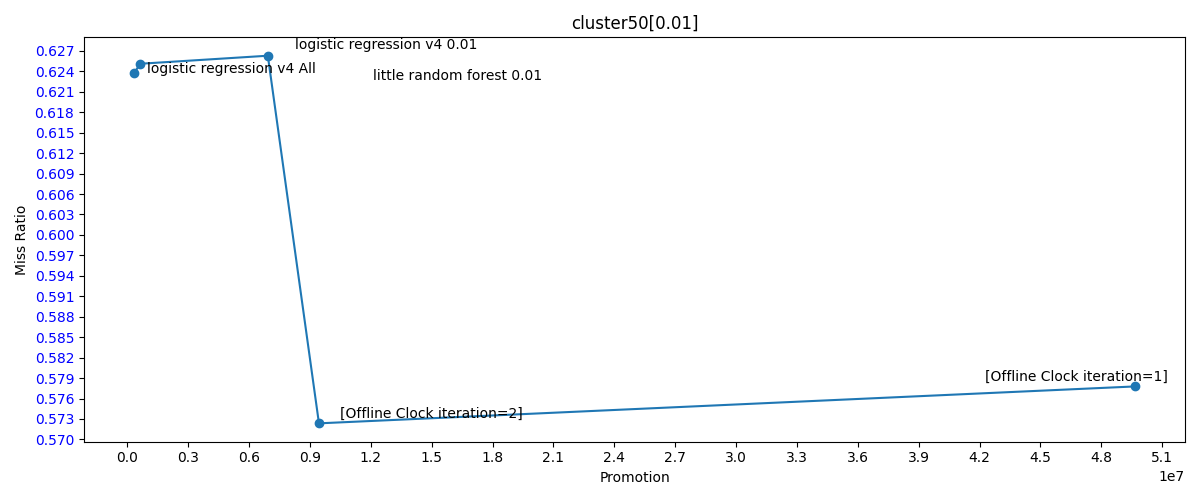 cluster50[0.01]
Miss Ratio
0.627
0.624
0.621
0.618
0.615
0.612
0.609
0.606
0.603
0.600
0.597
0.594
0.591
0.588
0.585
0.582
0.579
0.576
0.573
0.570
logistic regression v4 0.01
logistic regression v4 All
little random forest 0.01
[Offline Clock iteration=1]
[Offline Clock iteration=2]
0.0 0.3 0.6 0.9 1.2 1.5 1.8 2.1 2.4 2.7 3.0 3.3 3.6 3.9 4.2 4.5 4.8 5.1
1e7
Promotion